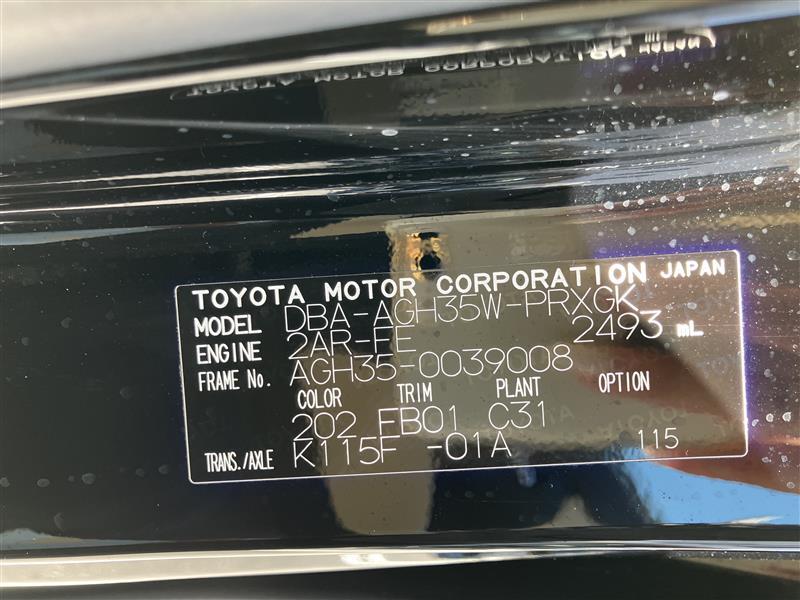 TOYOTA MOTOR CORPORATION JAPAN
MODEL DBA-AGH35W-PRXGK
ENGINE 2AR-FE 2493 mL
FRAME No. AGH35-0039008
COLOR TRIM PLANT OPTION
202 FB01 C31
TRANS./AXLE K115F -01A 115